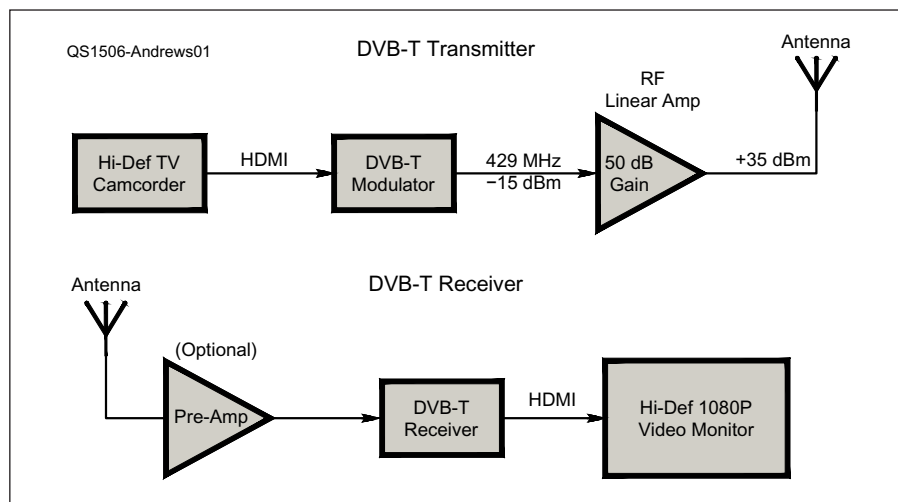 QS1506-Andrews01
DVB-T Transmitter
Antenna
RF
Linear Amp
Hi-Def TV
Camcorder
HDMI
DVB-T
Modulator
429 MHz
−15 dBm
50 dB
Gain
+35 dBm
DVB-T Receiver
Antenna
(Optional)
Pre-Amp
DVB-T
Receiver
HDMI
Hi-Def 1080P
Video Monitor